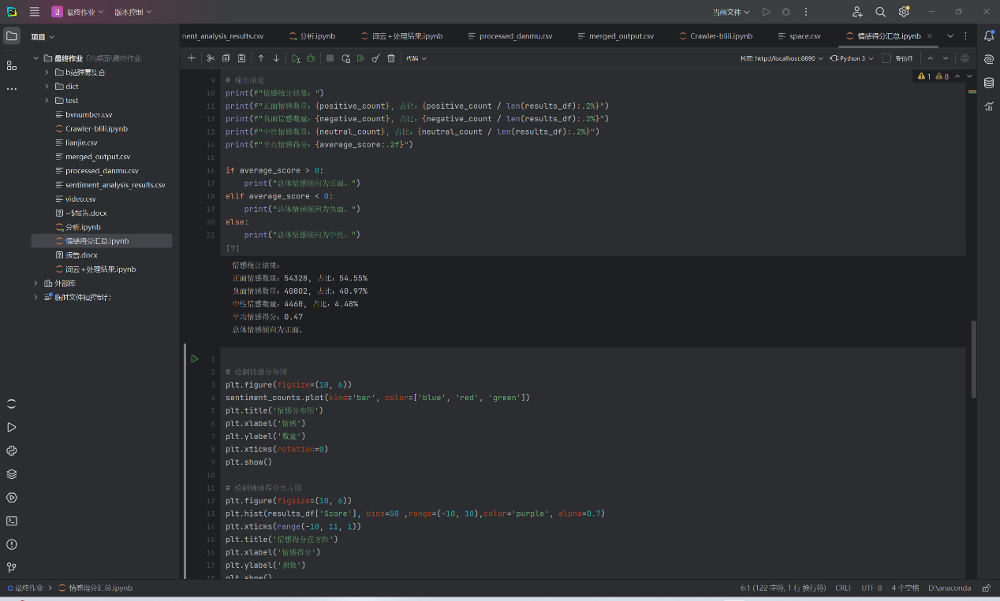 最终作业
版本控制
当前文件
项目
ment_analysis_results.csv
分析.ipynb
词云+处理结果.ipynb
processed_danmu.csv
merged_output.csv
Crawler-blili.ipynb
space.csv
情感得分汇总.ipynb
最终作业 D:\桌面\最终作业
b站弹幕集合
dict
test
bvnumber.csv
Crawler-blili.ipynb
lianjie.csv
merged_output.csv
processed_danmu.csv
sentiment_analysis_results.csv
video.csv
~$报告.docx
分析.ipynb
情感得分汇总.ipynb
报告.docx
词云+处理结果.ipynb
外部库
临时文件和控制台
代码
托管: http://localhost:8890
Python 3
受信任
1 8
9 # 输出结论
10 print(f"情感统计结果：")
11 print(f"正面情感数量：{positive_count}, 占比：{positive_count / len(results_df):.2%}")
12 print(f"负面情感数量：{negative_count}, 占比：{negative_count / len(results_df):.2%}")
13 print(f"中性情感数量：{neutral_count}, 占比：{neutral_count / len(results_df):.2%}")
14 print(f"平均情感得分：{average_score:.2f}")
15
16 if average_score > 0:
17 print("总体情感倾向为正面。")
18 elif average_score < 0:
19 print("总体情感倾向为负面。")
20 else:
21 print("总体情感倾向为中性。")
[7]
情感统计结果：
正面情感数量：54328, 占比：54.55%
负面情感数量：40802, 占比：40.97%
中性情感数量：4460, 占比：4.48%
平均情感得分：0.47
总体情感倾向为正面。
1
2 # 绘制情感分布图
3 plt.figure(figsize=(10, 6))
4 sentiment_counts.plot(kind='bar', color=['blue', 'red', 'green'])
5 plt.title('情感分布图')
6 plt.xlabel('情感')
7 plt.ylabel('数量')
8 plt.xticks(rotation=0)
9 plt.show()
10
11 # 绘制情感得分直方图
12 plt.figure(figsize=(10, 6))
13 plt.hist(results_df['Score'], bins=50 ,range=(-10, 10),color='purple', alpha=0.7)
14 plt.xticks(range(-10, 11, 1))
15 plt.title('情感得分直方图')
16 plt.xlabel('情感得分')
17 plt.ylabel('频数')
18 plt.show()
最终作业 > 情感得分汇总.ipynb
6:1 (122 字符, 1 行 换行符) CRLF UTF-8 4 个空格 D:\anaconda